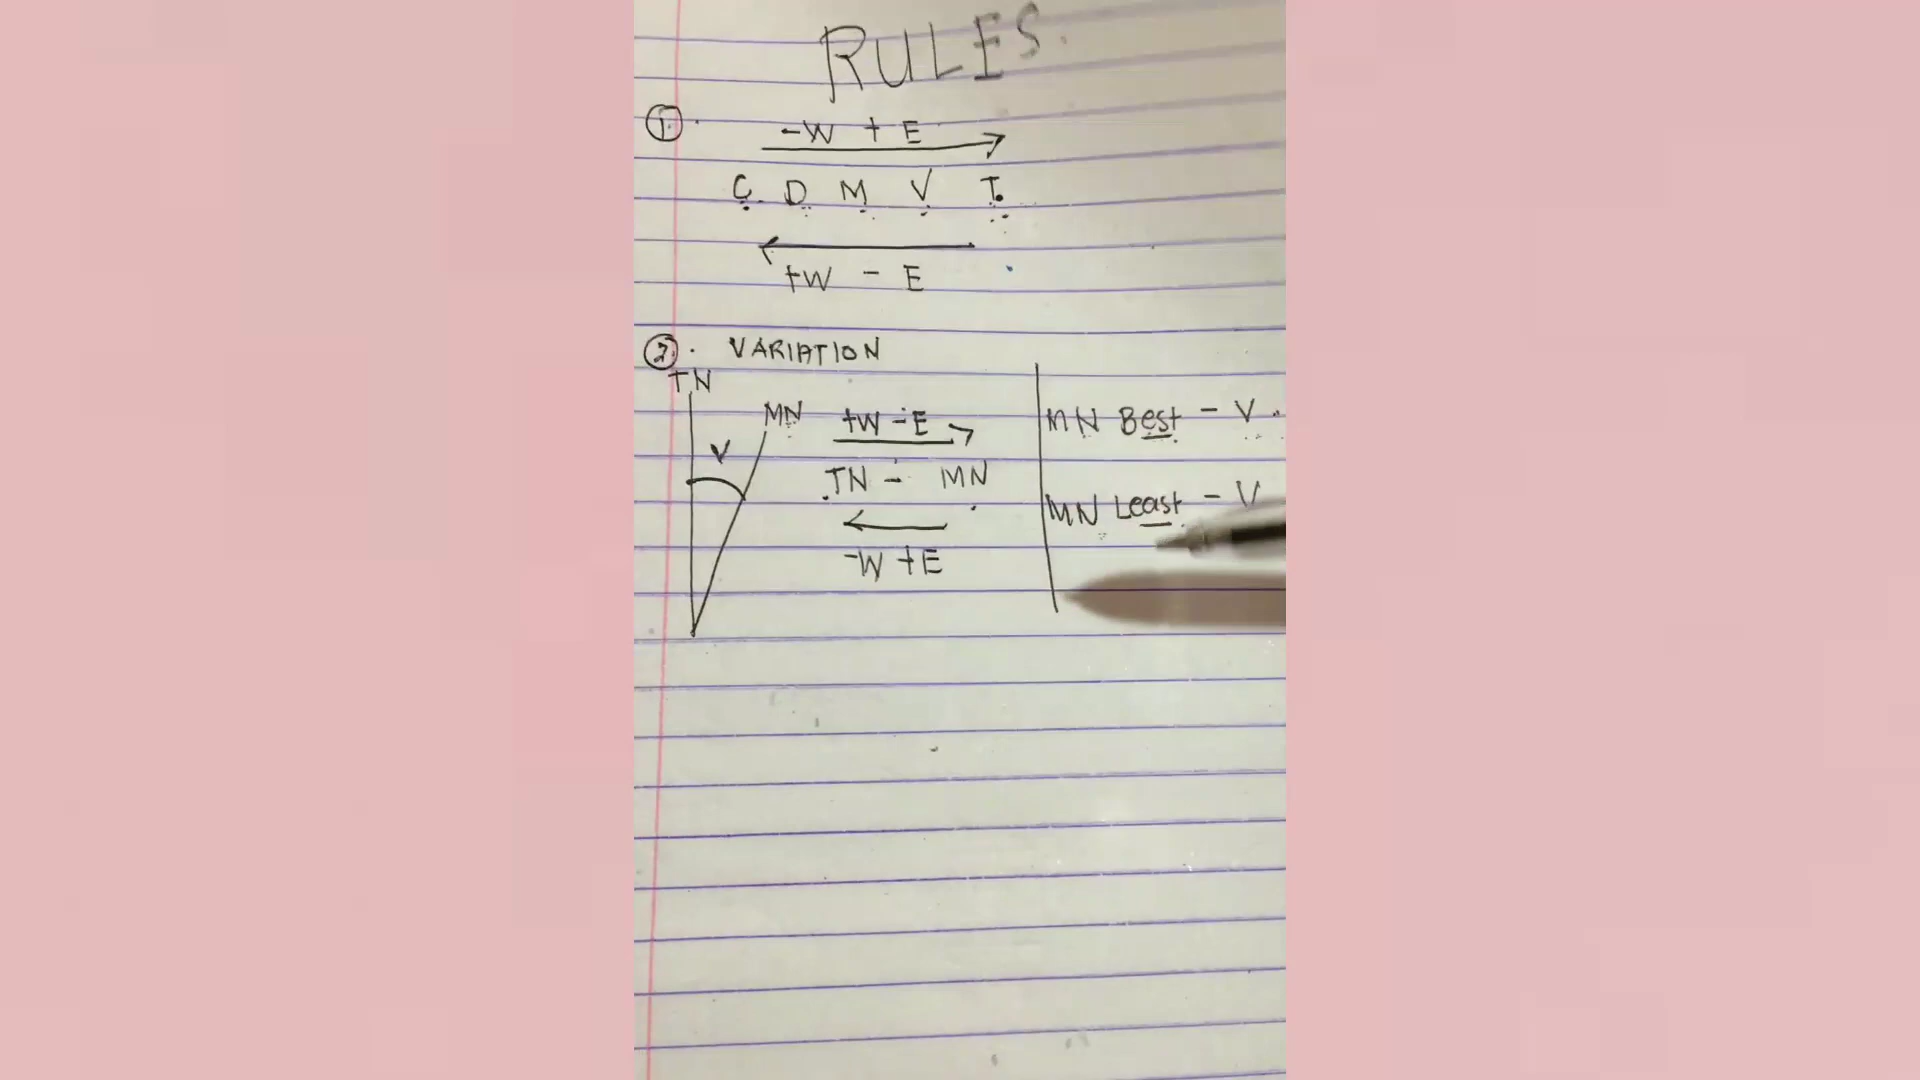 RULES.
1.
-W + E
C D M V T
+W - E
2. VARIATION
TN
MN
V
+W - E
TN - MN
-W +E
MN Best - V
MN Least - V